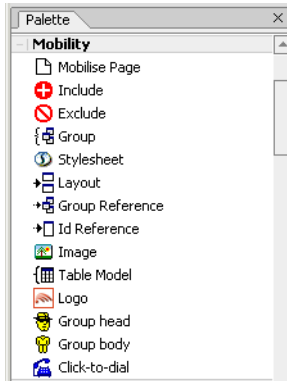 Palette
Mobility
Mobilise Page
Include
Exclude
Group
Stylesheet
Layout
Group Reference
Id Reference
Image
Table Model
Logo
Group head
Group body
Click-to-dial